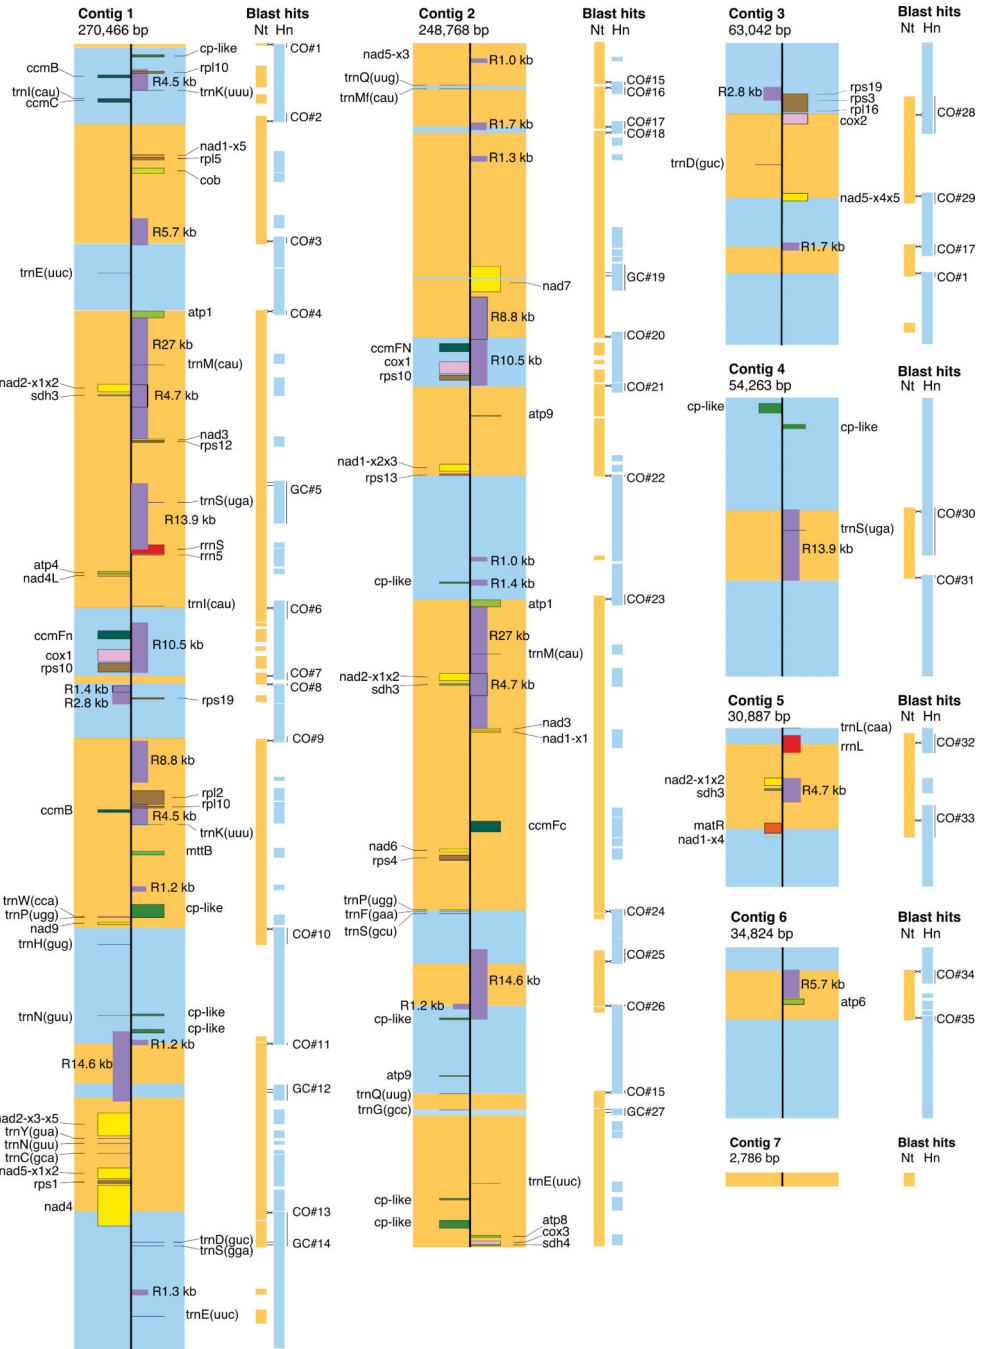 Contig 1
270,466 bp
Blast hits
Nt Hn
cp-like
CO#1
ccmB
rpl10
R4.5 kb
trnI(cau)
trnK(uuu)
ccmC
CO#2
nad1-x5
rpl5
cob
R5.7 kb
CO#3
trnE(uuc)
atp1
CO#4
R27 kb
trnM(cau)
nad2-x1x2
sdh3
R4.7 kb
nad3
rps12
GC#5
trnS(uga)
R13.9 kb
rrnS
rrn5
atp4
nad4L
trnI(cau)
CO#6
ccmFn
R10.5 kb
cox1
rps10
CO#7
R1.4 kb
CO#8
R2.8 kb
rps19
CO#9
R8.8 kb
rpl2
ccmB
rpl10
R4.5 kb
trnK(uuu)
mttB
R1.2 kb
trnW(cca)
cp-like
trnP(ugg)
nad9
CO#10
trnH(gug)
trnN(guu)
cp-like
cp-like
R1.2 kb
CO#11
R14.6 kb
GC#12
nad2-x3-x5
trnY(gua)
trnN(guu)
trnC(gca)
nad5-x1x2
rps1
nad4
CO#13
trnD(guc)
GC#14
trnS(gga)
R1.3 kb
trnE(uuc)
Contig 2
248,768 bp
Blast hits
Nt Hn
nad5-x3
R1.0 kb
trnQ(uug)
CO#15
trnMf(cau)
CO#16
R1.7 kb
CO#17
CO#18
R1.3 kb
GC#19
nad7
R8.8 kb
CO#20
ccmFN
cox1
R10.5 kb
rps10
CO#21
atp9
nad1-x2x3
rps13
CO#22
R1.0 kb
cp-like
R1.4 kb
atp1
CO#23
R27 kb
trnM(cau)
nad2-x1x2
sdh3
R4.7 kb
nad3
nad1-x1
ccmFc
nad6
rps4
trnP(ugg)
trnF(gaa)
CO#24
trnS(gcu)
CO#25
R14.6 kb
R1.2 kb
CO#26
cp-like
atp9
trnQ(uug)
CO#15
trnG(gcc)
GC#27
trnE(uuc)
cp-like
cp-like
atp8
cox3
sdh4
Contig 3
63,042 bp
Blast hits
Nt Hn
R2.8 kb
rps19
rps3
rpl16
CO#28
cox2
trnD(guc)
nad5-x4x5
CO#29
R1.7 kb
CO#17
CO#1
Contig 4
54,263 bp
Blast hits
Nt Hn
cp-like
cp-like
CO#30
trnS(uga)
R13.9 kb
CO#31
Contig 5
30,887 bp
Blast hits
Nt Hn
trnL(caa)
rrnL
CO#32
nad2-x1x2
sdh3
R4.7 kb
matR
nad1-x4
CO#33
Contig 6
34,824 bp
Blast hits
Nt Hn
CO#34
R5.7 kb
atp6
CO#35
Contig 7
2,786 bp
Blast hits
Nt Hn